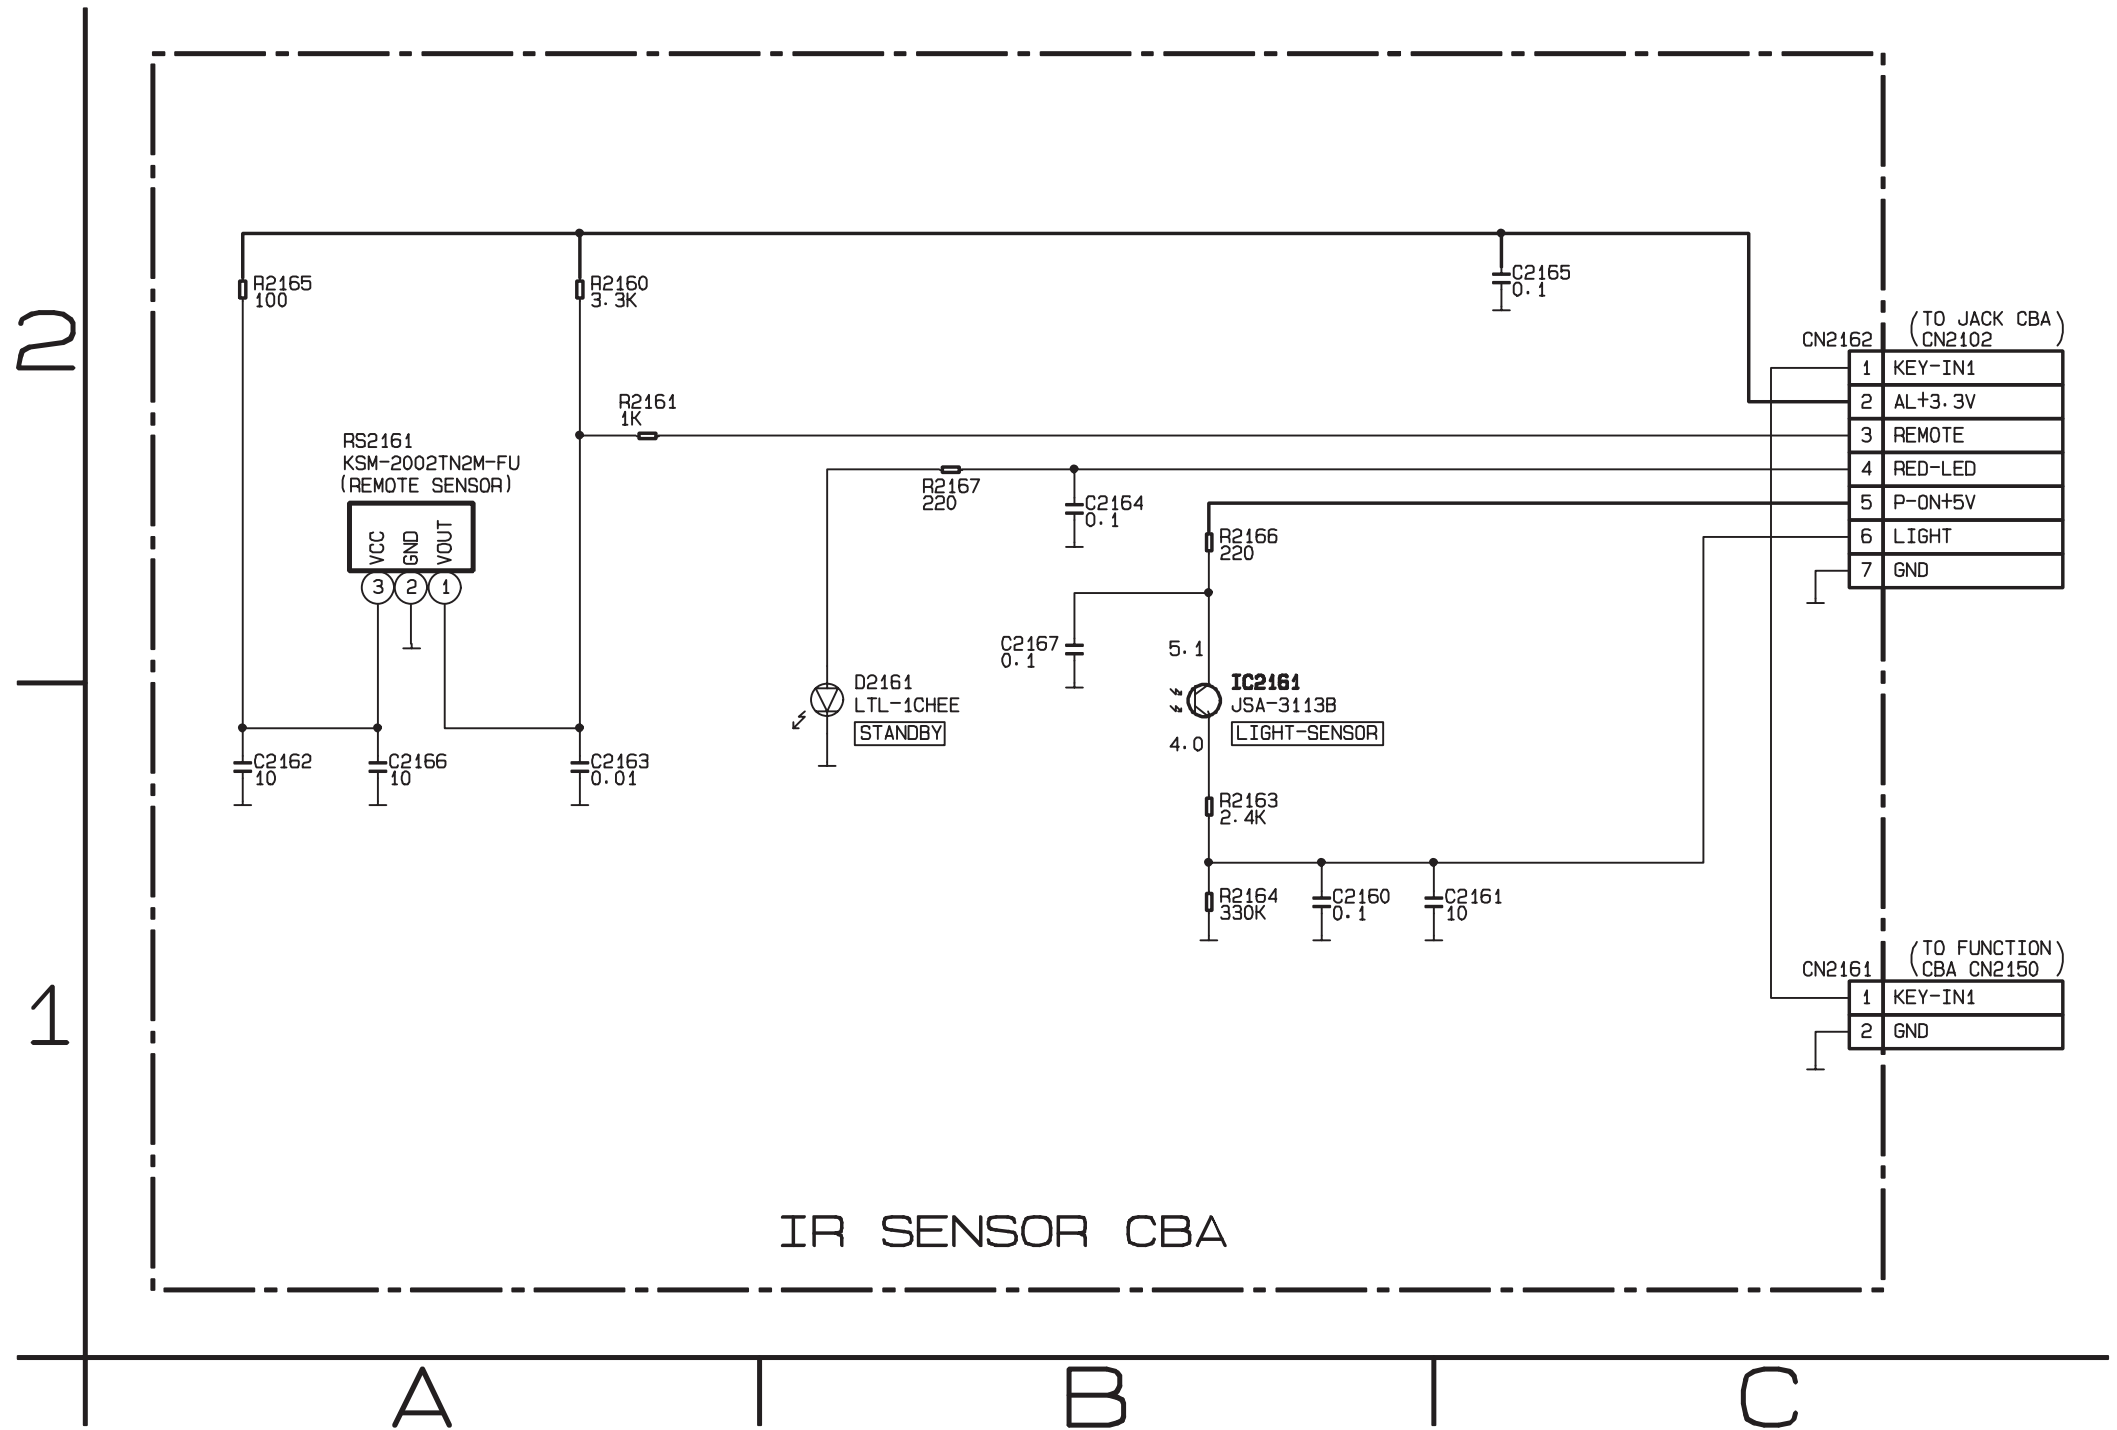 2
R2165
100
R2160
3.3K
C2165
0.1
R2161
1K
RS2161
KSM-2002TN2M-FU
(REMOTE SENSOR)
VCC
GND
VOUT
3
2
1
R2167
220
C2164
0.1
R2166
220
C2167
0.1
5.1
IC2161
JSA-3113B
LIGHT-SENSOR
4.0
D2161
LTL-1CHEE
STANDBY
C2162
10
C2166
10
C2163
0.01
R2163
2.4K
R2164
330K
C2160
0.1
C2161
10
CN2162
(TO JACK CBA
CN2102)
1 KEY-IN1
2 AL+3.3V
3 REMOTE
4 RED-LED
5 P-ON+5V
6 LIGHT
7 GND
CN2161
(TO FUNCTION
CBA CN2150)
1 KEY-IN1
2 GND
1
IR SENSOR CBA
A
B
C